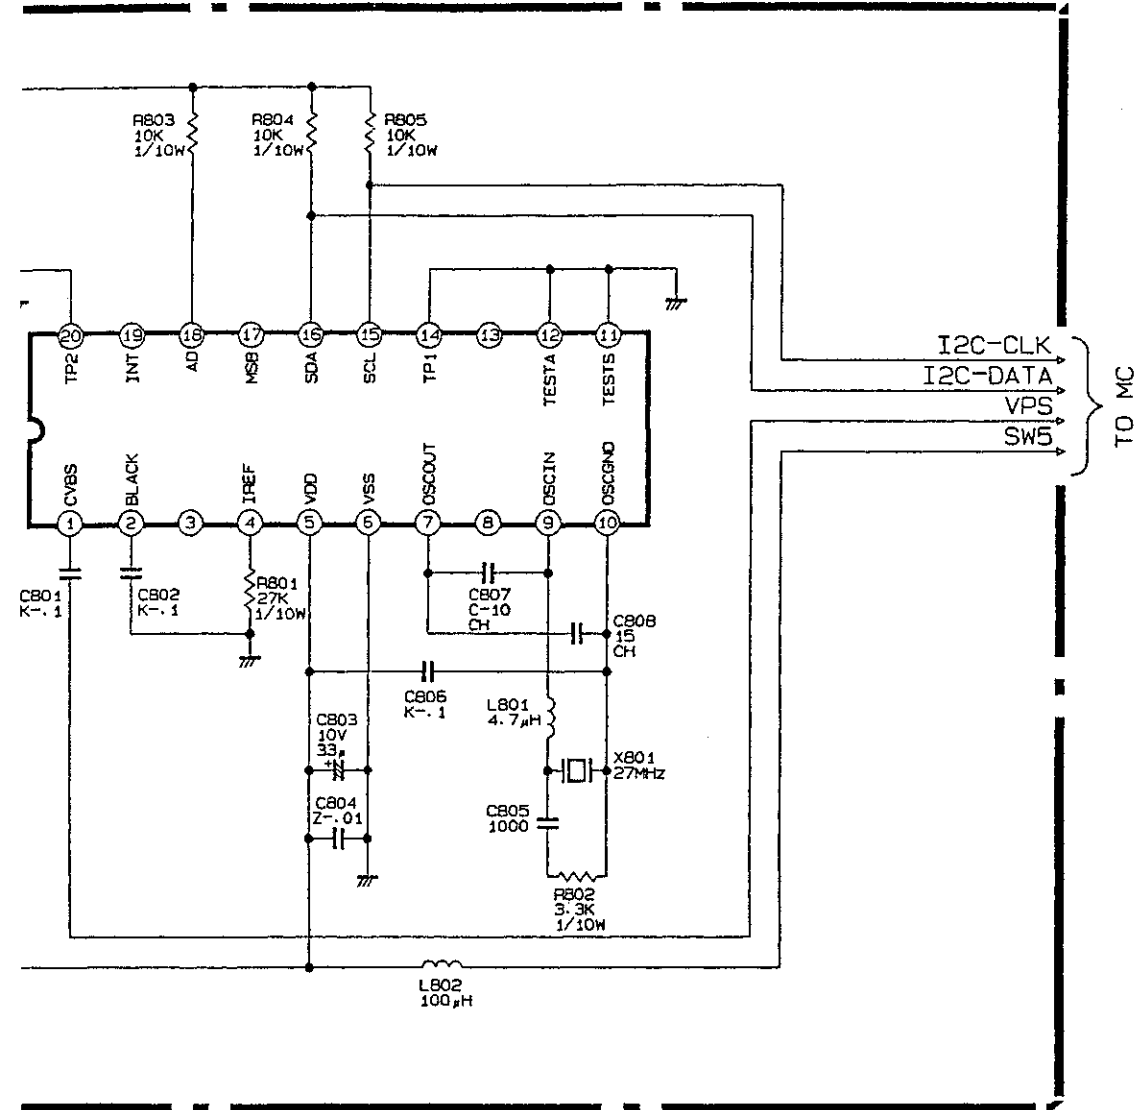 R803
10K
1/10W
R804
10K
1/10W
R805
10K
1/10W
20
19
18
17
16
15
14
13
12
11
TP2
INT
AD
MSB
SDA
SCL
TP1
TESTA
TESTS
I2C-CLK
I2C-DATA
VPS
SW5
TO MC
CVBS
BLACK
IREF
VDD
VSS
OSCOUT
OSCIN
OSCGND
1
2
3
4
5
6
7
8
9
10
C801
K-.1
C802
K-.1
R801
27K
1/10W
C807
C-10
CH
C808
15
CH
C806
K-.1
L801
4.7μH
C803
10V
33μ
+
X801
27MHz
C804
Z-.01
C805
1000
R802
3.3K
1/10W
L802
100μH